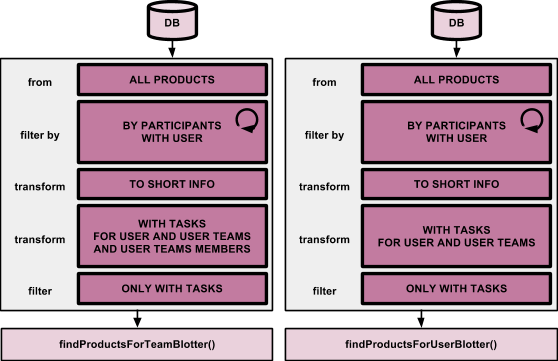 DB
from
ALL PRODUCTS
filter by
BY PARTICIPANTS
WITH USER
transform
TO SHORT INFO
transform
WITH TASKS
FOR USER AND USER TEAMS
AND USER TEAMS MEMBERS
filter
ONLY WITH TASKS
findProductsForTeamBlotter()
DB
from
ALL PRODUCTS
filter by
BY PARTICIPANTS
WITH USER
transform
TO SHORT INFO
transform
WITH TASKS
FOR USER AND USER TEAMS
filter
ONLY WITH TASKS
findProductsForUserBlotter()